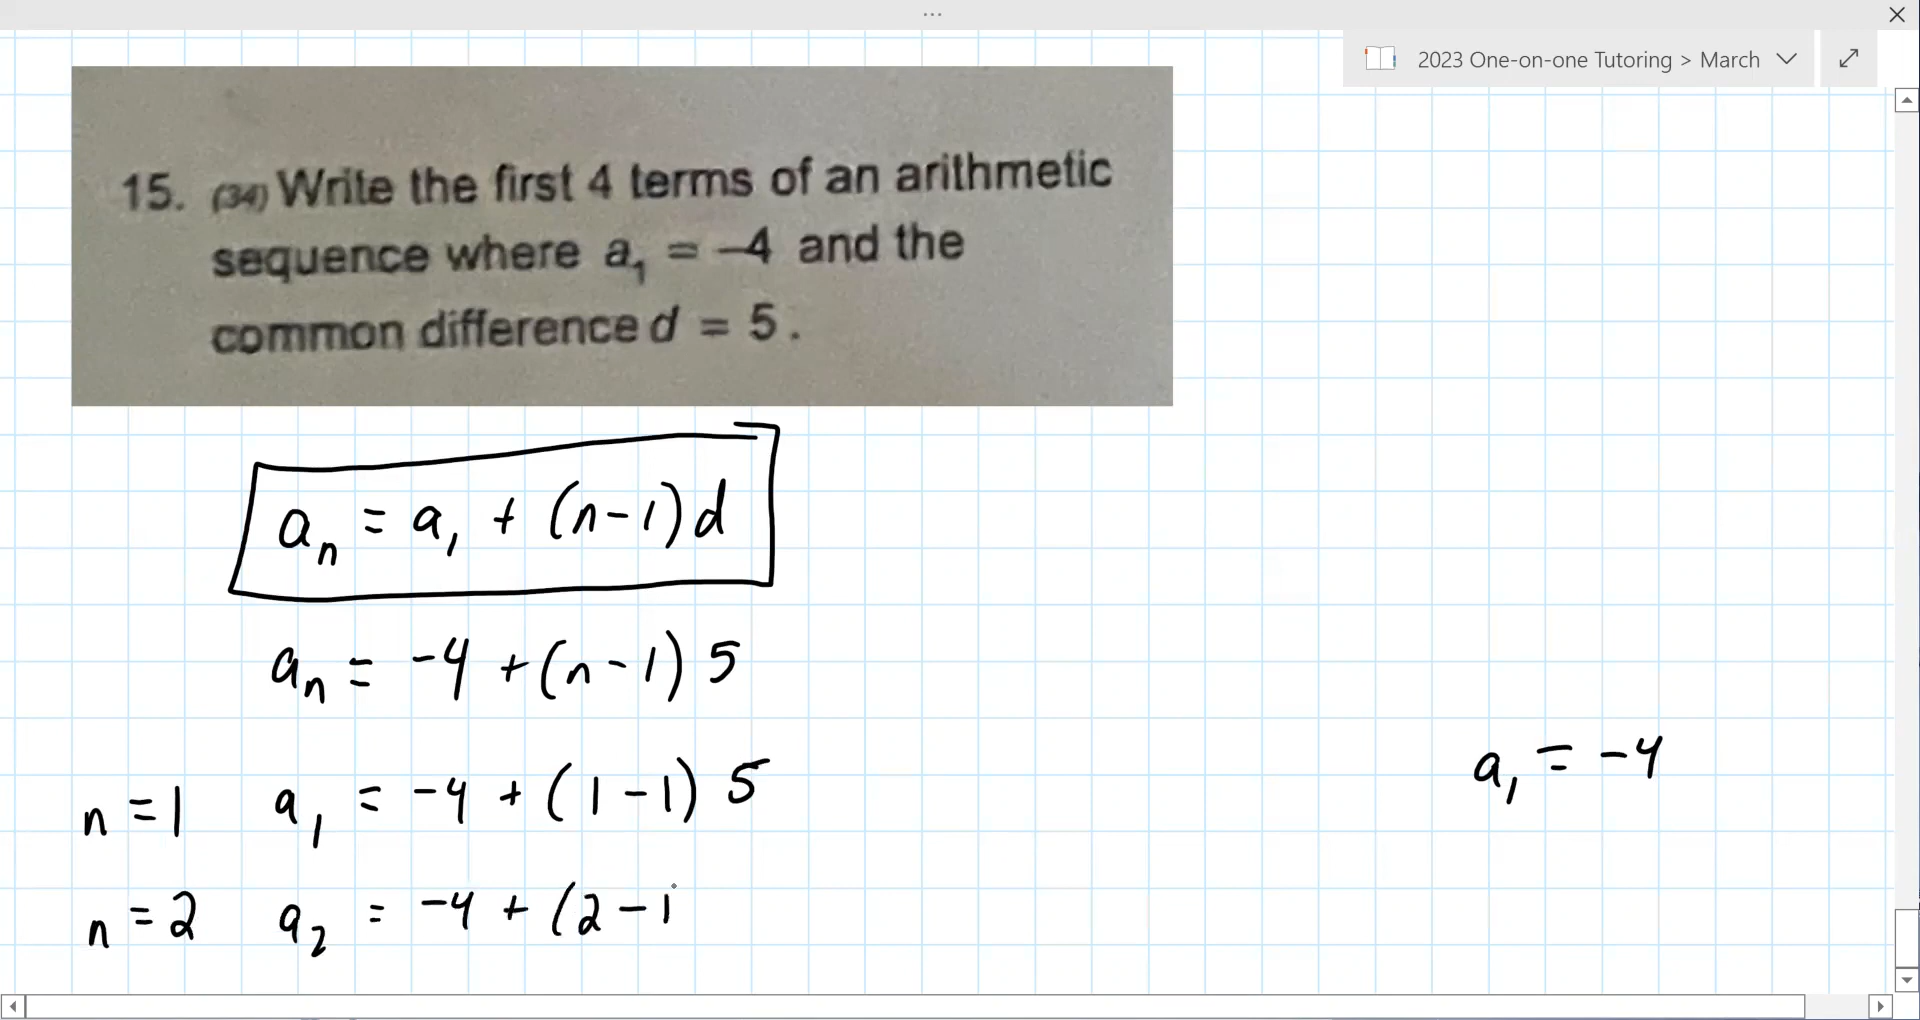 ...
2023 One-on-one Tutoring > March
15. (34) Write the first 4 terms of an arithmetic
sequence where a₁ = –4 and the
common difference d = 5.
aₙ = a₁ + (n-1)d
aₙ = -4 + (n-1) 5
n = 1 a₁ = -4 + (1-1) 5
a₁ = -4
n = 2 a₂ = -4 + (2-1